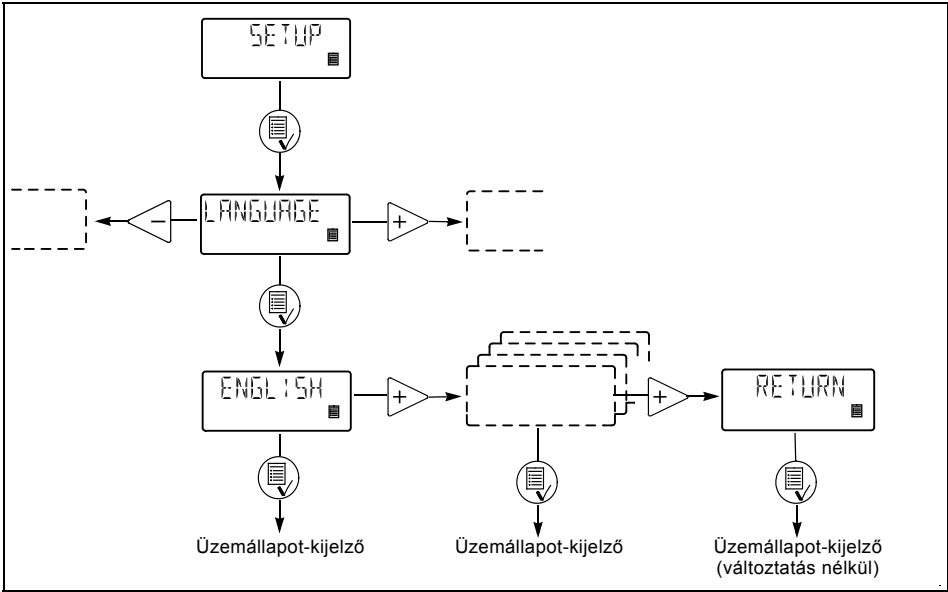 SETUP
− LANGUAGE +
ENGLISH + + RETURN
Üzemállapot-kijelző Üzemállapot-kijelző Üzemállapot-kijelző
(változtatás nélkül)